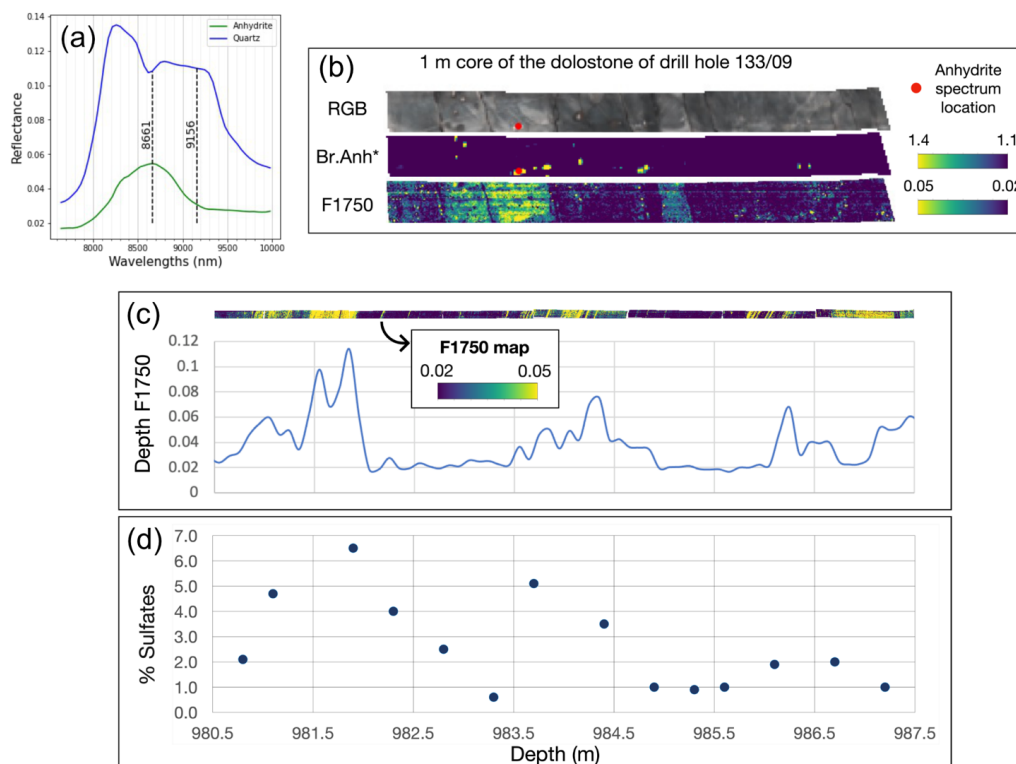 (a)
Anhydrite
Quartz
0.14
0.12
0.10
0.08
0.06
0.04
0.02
Reflectance
8661
9156
8000 8500 9000 9500 10000
Wavelengths (nm)
(b)
1 m core of the dolostone of drill hole 133/09
RGB
Br.Anh*
F1750
Anhydrite
spectrum
location
1.4 1.1
0.05 0.02
(c)
F1750 map
0.02 0.05
0.12
0.1
0.08
0.06
0.04
0.02
0
Depth F1750
(d)
7.0
6.0
5.0
4.0
3.0
2.0
1.0
0.0
% Sulfates
980.5 981.5 982.5 983.5 984.5 985.5 986.5 987.5
Depth (m)